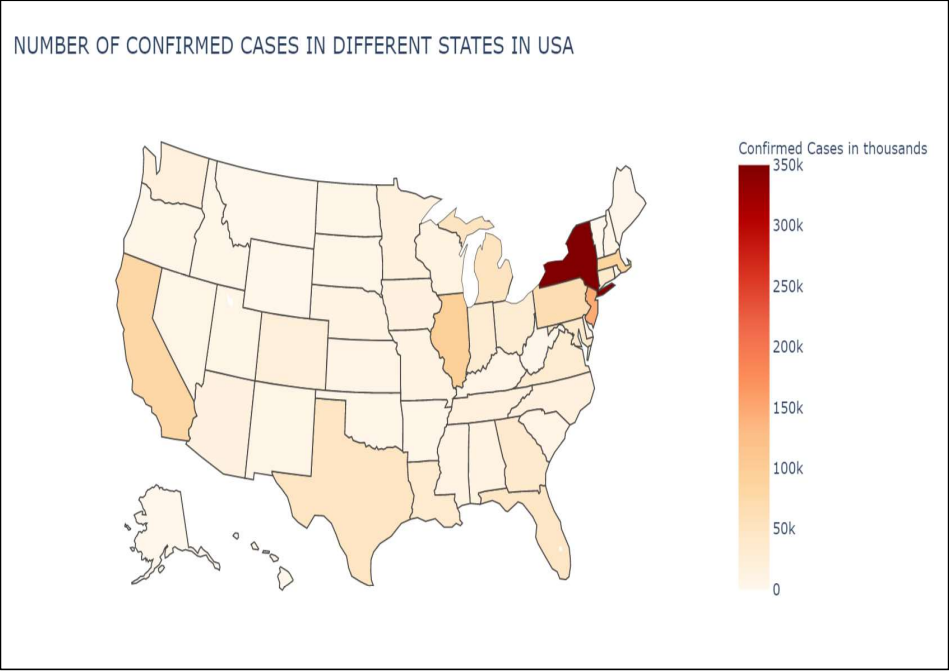 NUMBER OF CONFIRMED CASES IN DIFFERENT STATES IN USA
Confirmed Cases in thousands
350k
300k
250k
200k
150k
100k
50k
0